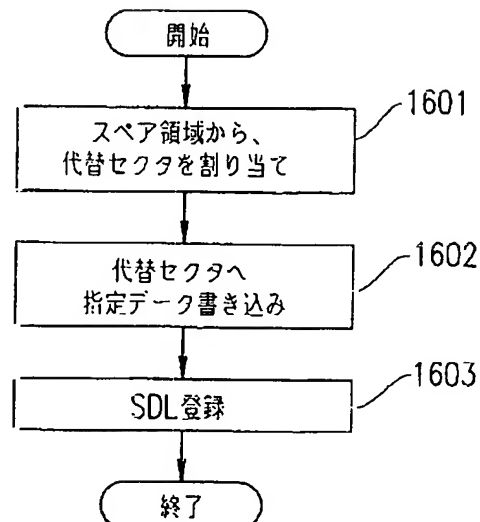 開始
スペア領域から、
代替セクタを割り当て
1601
代替セクタへ
指定データ書き込み
1602
SDL登録
1603
終了